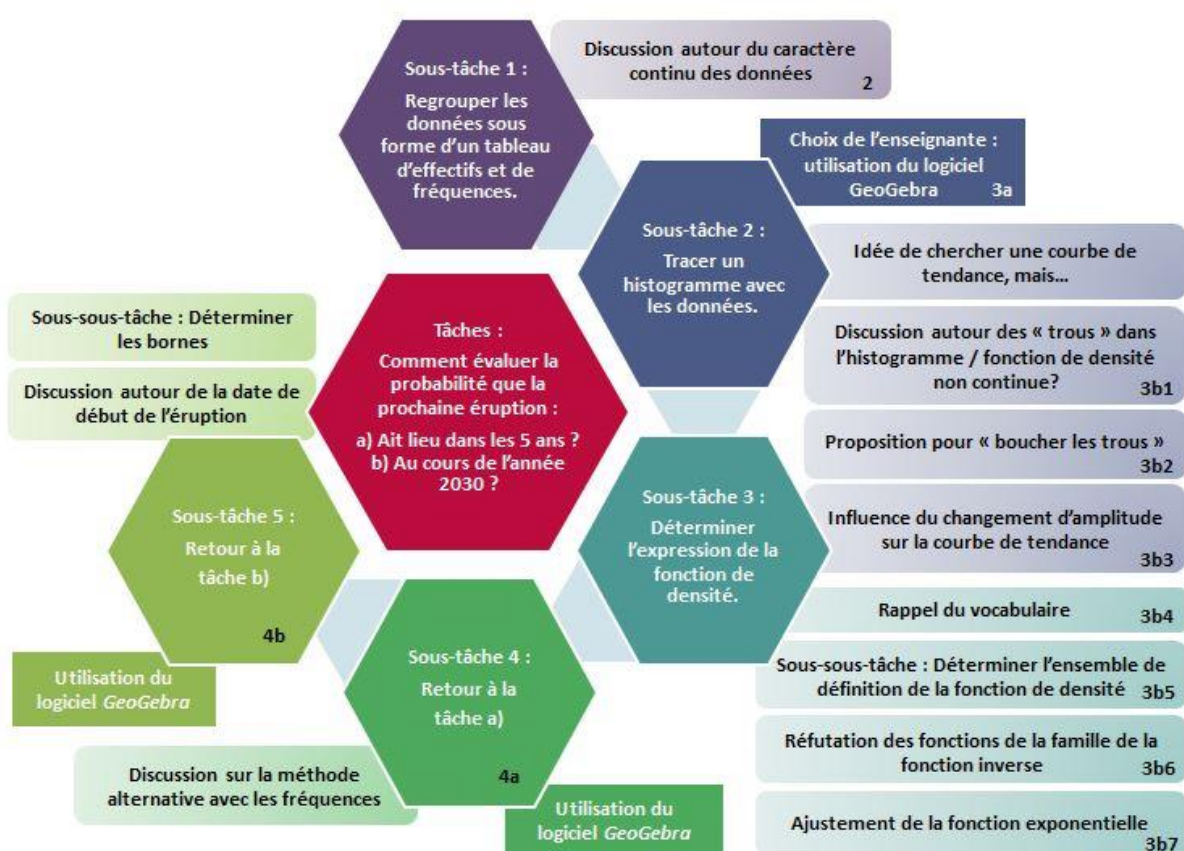 Sous-tâche 1 :
Regrouper les
données sous
forme d'un tableau
d'effectifs et de
fréquences.
Discussion autour du caractère
continu des données
2
Choix de l'enseignante :
utilisation du logiciel
GeoGebra
3a
Sous-tâche 2 :
Tracer un
histogramme avec
les données.
Idée de chercher une courbe de
tendance, mais...
Discussion autour des « trous » dans
l'histogramme / fonction de densité
non continue?
3b1
Proposition pour « boucher les trous »
3b2
Influence du changement d'amplitude
sur la courbe de tendance
3b3
Tâches :
Comment évaluer la
probabilité que la
prochaine éruption :
a) Ait lieu dans les 5 ans ?
b) Au cours de l'année
2030 ?
Sous-tâche 3 :
Déterminer
l'expression de la
fonction de
densité.
Rappel du vocabulaire
3b4
Sous-sous-tâche : Déterminer l'ensemble de
définition de la fonction de densité
3b5
Réfutation des fonctions de la famille de la
fonction inverse
3b6
Ajustement de la fonction exponentielle
3b7
Sous-tâche 4 :
Retour à la
tâche a)
4a
Utilisation du
logiciel GeoGebra
Discussion sur la méthode
alternative avec les fréquences
Sous-tâche 5 :
Retour à la
tâche b)
4b
Utilisation du
logiciel GeoGebra
Sous-sous-tâche : Déterminer
les bornes
Discussion autour de la date de
début de l'éruption